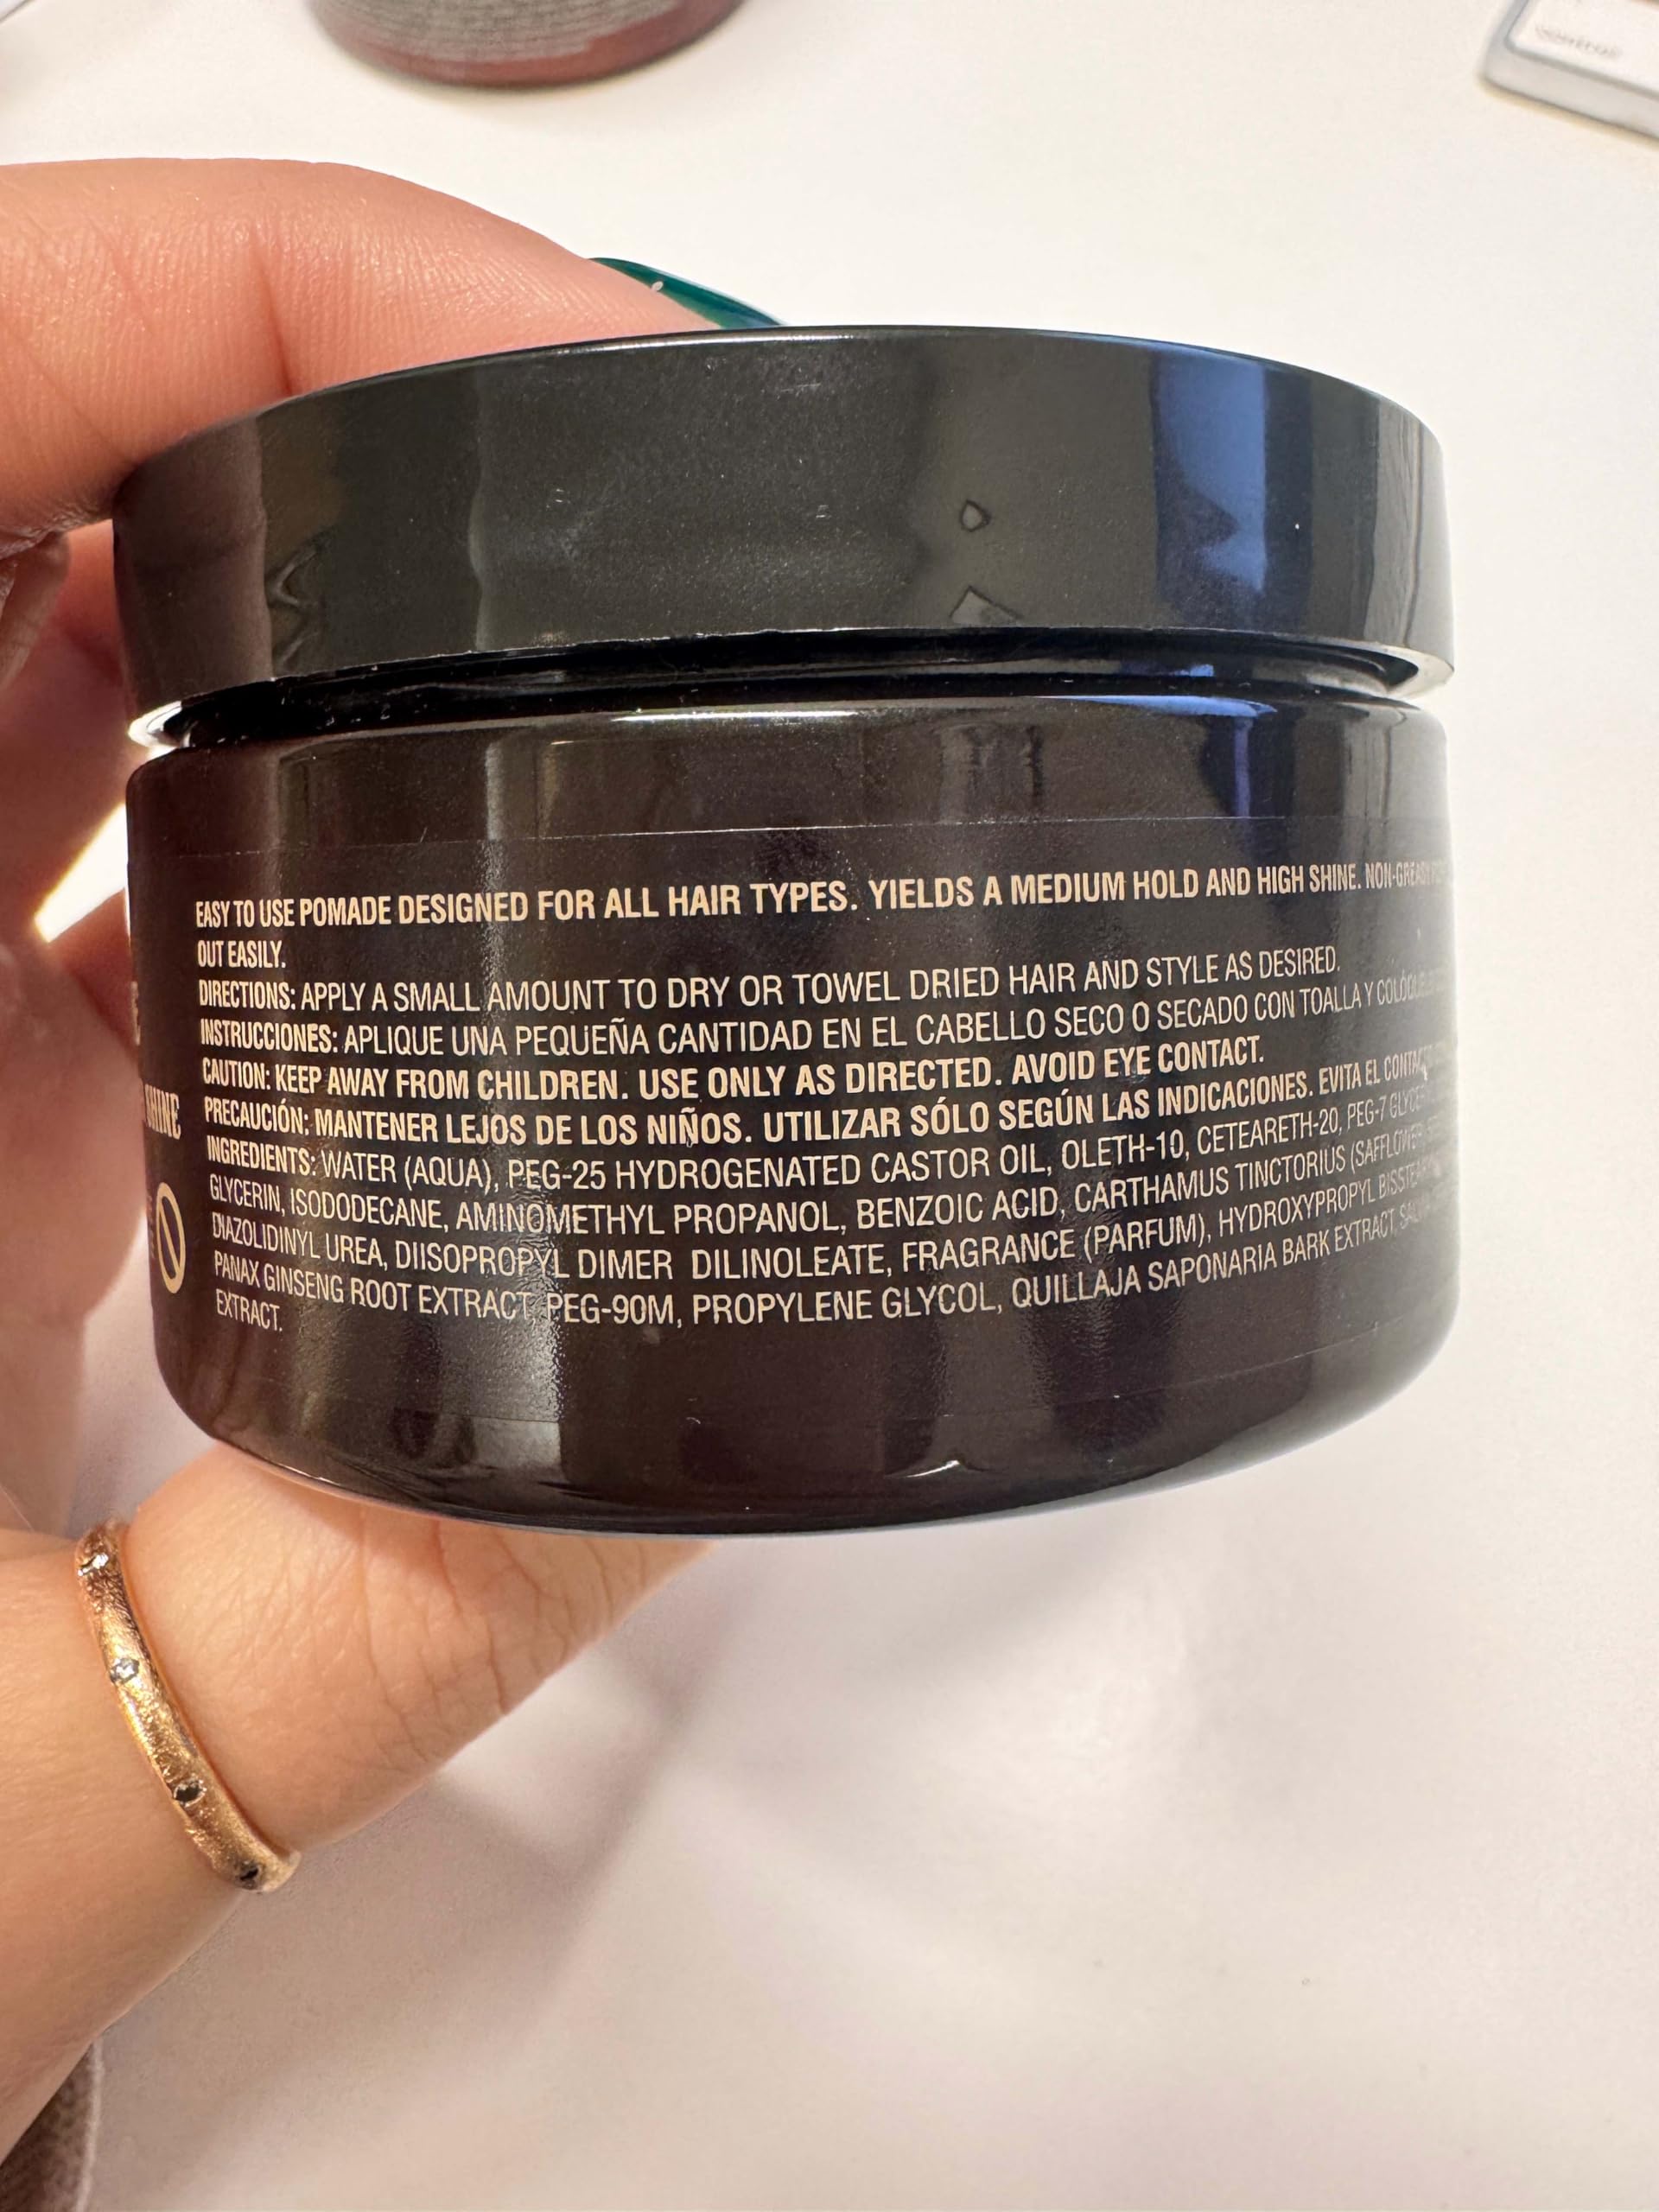 EASY TO USE POMADE DESIGNED FOR ALL HAIR TYPES. YIELDS A MEDIUM HOLD AND HIGH SHINE. NON-GREASY
OUT EASILY.
DIRECTIONS: APPLY A SMALL AMOUNT TO DRY OR TOWEL DRIED HAIR AND STYLE AS DESIRED.
INSTRUCCIONES: APLIQUE UNA PEQUEÑA CANTIDAD EN EL CABELLO SECO O SECADO CON TOALLA Y
CAUTION: KEEP AWAY FROM CHILDREN. USE ONLY AS DIRECTED. AVOID EYE CONTACT.
PRECAUCIÓN: MANTENER LEJOS DE LOS NIÑOS. UTILIZAR SÓLO SEGÚN LAS INDICACIONES. EVITA EL
INGREDIENTS: WATER (AQUA), PEG-25 HYDROGENATED CASTOR OIL, OLETH-10, CETEARETH-20, PEG-7
GLYCERIN, ISODODECANE, AMINOMETHYL PROPANOL, BENZOIC ACID, CARTHAMUS TINCTORIUS (SAFFLOWER)
DIAZOLIDINYL UREA, DIISOPROPYL DIMER DILINOLEATE, FRAGRANCE (PARFUM), HYDROXYPROPYL
PANAX GINSENG ROOT EXTRACT, PEG-90M, PROPYLENE GLYCOL, QUILLAJA SAPONARIA BARK EXTRACT,
EXTRACT.
SHINE